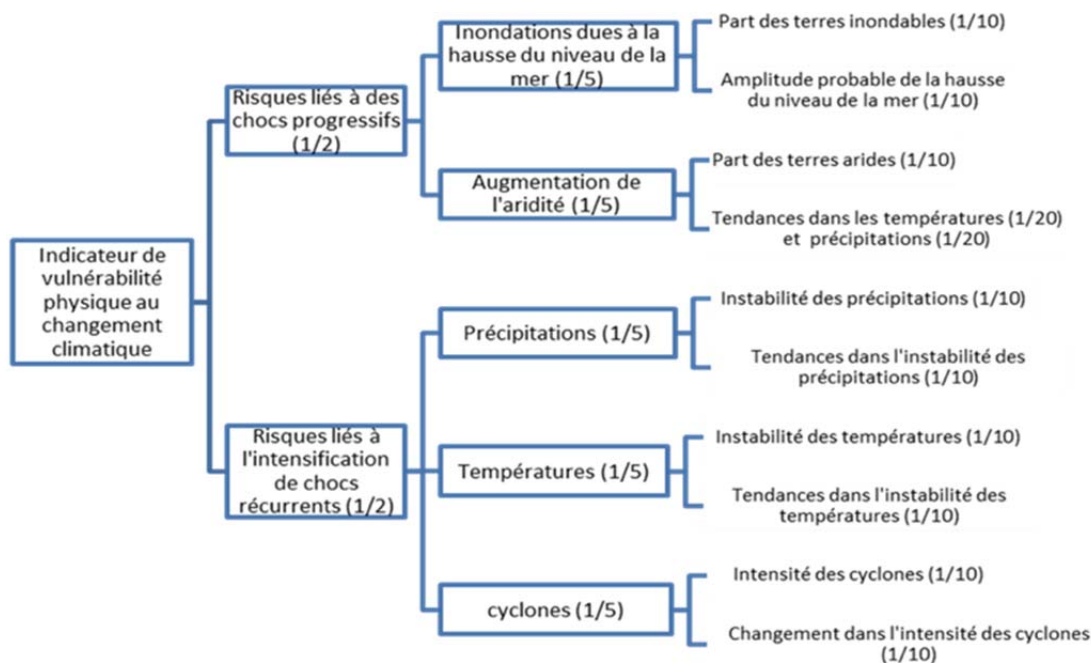 Indicateur de
vulnérabilité
physique au
changement
climatique
Risques liés à des
chocs progressifs
(1/2)
Inondations dues à la
hausse du niveau de la
mer (1/5)
Part des terres inondables (1/10)
Amplitude probable de la hausse
du niveau de la mer (1/10)
Augmentation de
l'aridité (1/5)
Part des terres arides (1/10)
Tendances dans les températures (1/20)
et précipitations (1/20)
Risques liés à
l'intensification
de chocs
récurrents (1/2)
Précipitations (1/5)
Instabilité des précipitations (1/10)
Tendances dans l'instabilité des
précipitations (1/10)
Températures (1/5)
Instabilité des températures (1/10)
Tendances dans l'instabilité des
températures (1/10)
cyclones (1/5)
Intensité des cyclones (1/10)
Changement dans l'intensité des cyclones
(1/10)